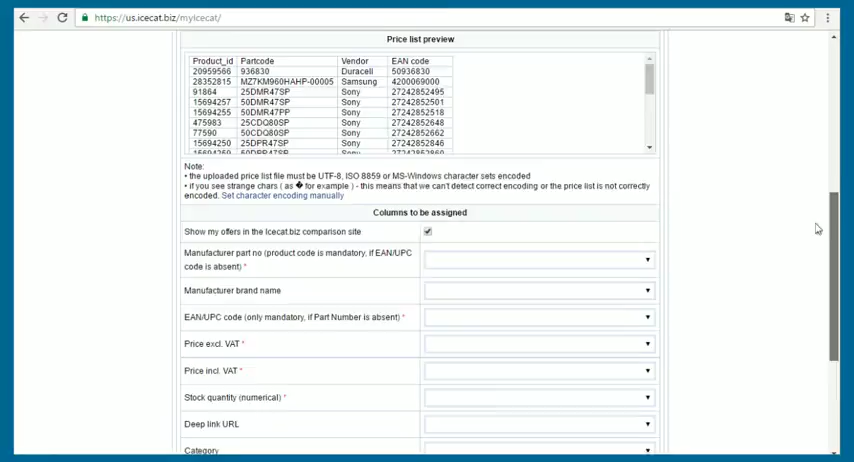 https://us.icecat.biz/myicecat/
Price list preview
Product_id Partcode Vendor EAN code
20959566 936830 Duracell 50936830
28352815 MZ7KM960HAHP-00005 Samsung 4200069000
91864 25DMR47SP Sony 27242852495
15694257 50DMR47SP Sony 27242852501
15694255 50DMR47PP Sony 27242852518
475983 25CDQ80SP Sony 27242852648
77590 50CDQ80SP Sony 27242852662
15694250 25DPR47SP Sony 27242852846
15694259 50DPR47SP Sony 27242852860
Note:
• the uploaded price list file must be UTF-8, ISO 8859 or MS-Windows character sets encoded
• if you see strange chars ( as � for example ) - this means that we can't detect correct encoding or the price list is not correctly
encoded. Set character encoding manually
Columns to be assigned
Show my offers in the Icecat.biz comparison site
Manufacturer part no (product code is mandatory, if EAN/UPC
code is absent) *
Manufacturer brand name
EAN/UPC code (only mandatory, if Part Number is absent) *
Price excl. VAT *
Price incl. VAT *
Stock quantity (numerical) *
Deep link URL
Category